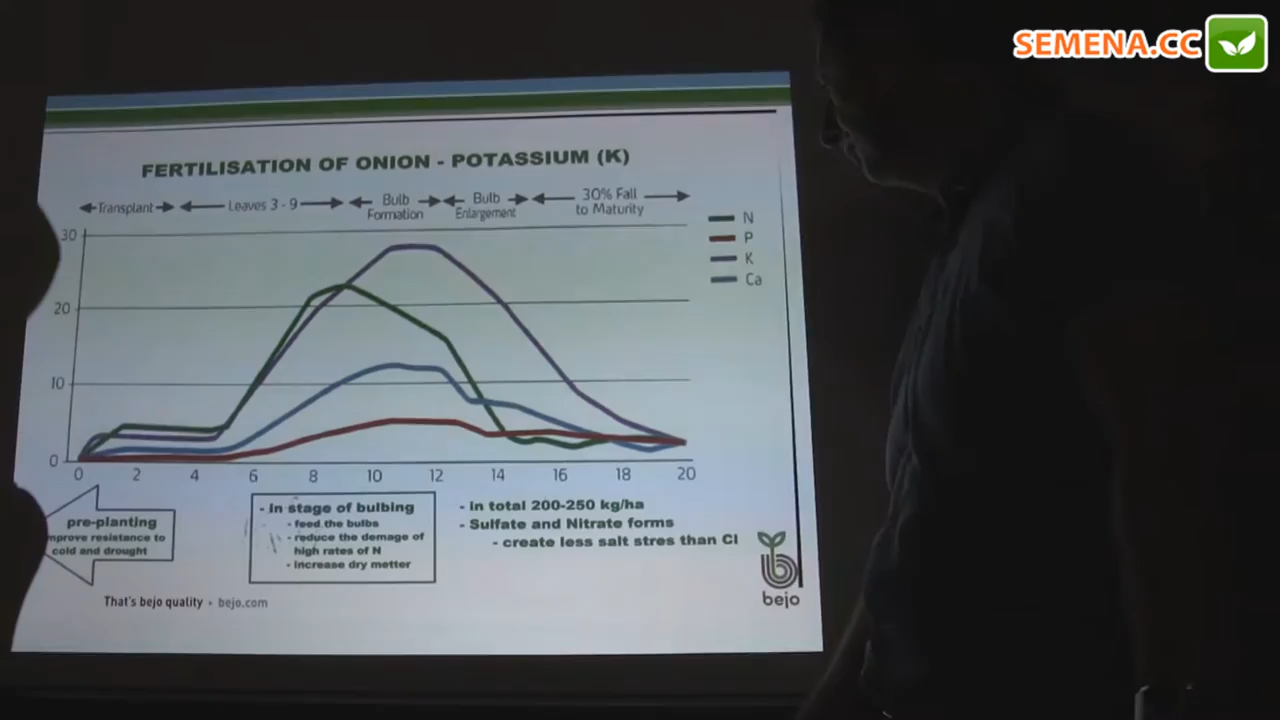 SEMENA.CC
FERTILISATION OF ONION - POTASSIUM (K)
Transplant
Leaves 3 - 9
Bulb
Formation
Bulb
Enlargement
30% Fall
to Maturity
30
20
10
0
0 2 4 6 8 10 12 14 16 18 20
N
P
K
Ca
pre-planting
mprove resistance to
cold and drought
- In stage of bulbing
- feed the bulbs
- reduce the demage of
high rates of N
- increase dry metter
- In total 200-250 kg/ha
- Sulfate and Nitrate forms
- create less salt stres than Cl
That's bejo quality • bejo.com
bejo